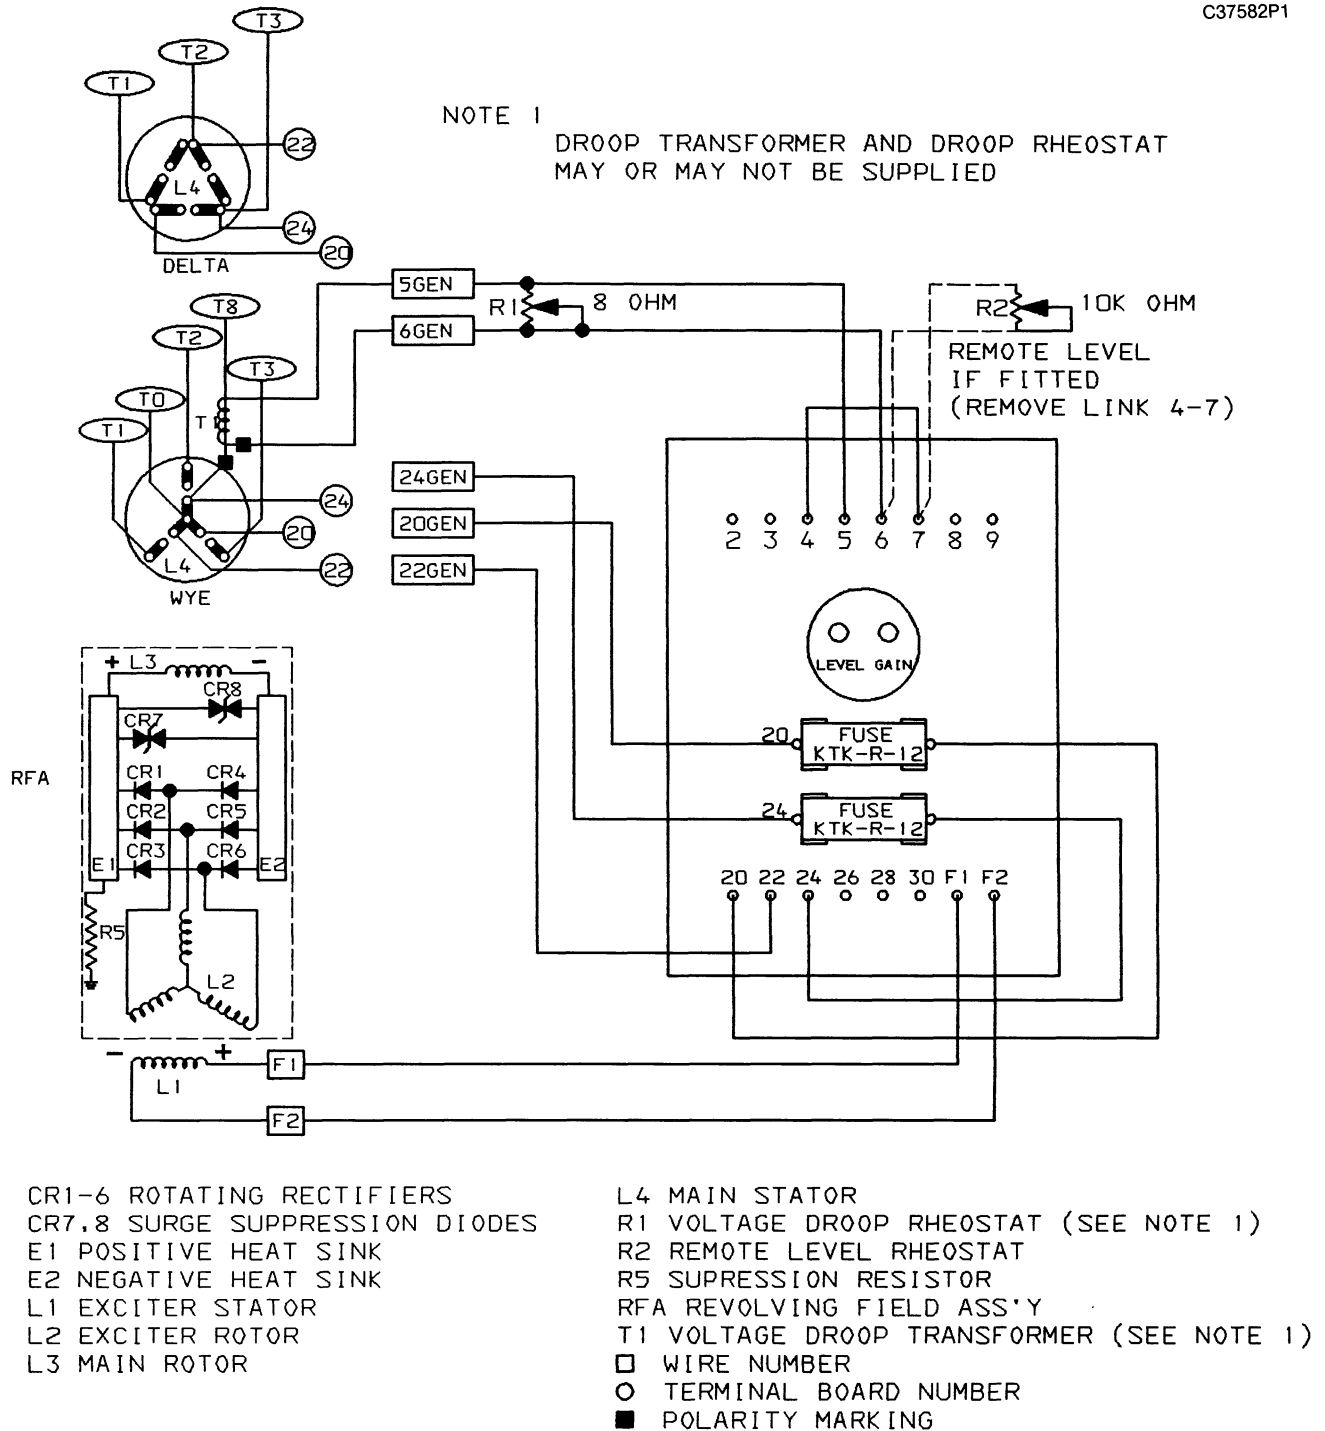 C37582P1
T3
T2
T1
NOTE 1
DROOP TRANSFORMER AND DROOP RHEOSTAT
MAY OR MAY NOT BE SUPPLIED
22
L4
24
20
DELTA
5GEN
R1
8 OHM
R2
10K OHM
T8
6GEN
T2
REMOTE LEVEL
IF FITTED
(REMOVE LINK 4-7)
T3
T0
T1
T1
24GEN
24
20GEN
20
2 3 4 5 6 7 8 9
L4
22
22GEN
WYE
LEVEL GAIN
+ L3 -
CR8
CR7
20
FUSE
KTK-R-12
RFA
CR1 CR4
CR2 CR5
24
FUSE
KTK-R-12
CR3 CR6
E1 E2
20 22 24 26 28 30 F1 F2
R5
L2
- +
F1
L1
F2
CR1-6 ROTATING RECTIFIERS
CR7,8 SURGE SUPPRESSION DIODES
E1 POSITIVE HEAT SINK
E2 NEGATIVE HEAT SINK
L1 EXCITER STATOR
L2 EXCITER ROTOR
L3 MAIN ROTOR
L4 MAIN STATOR
R1 VOLTAGE DROOP RHEOSTAT (SEE NOTE 1)
R2 REMOTE LEVEL RHEOSTAT
R5 SUPRESSION RESISTOR
RFA REVOLVING FIELD ASS'Y
T1 VOLTAGE DROOP TRANSFORMER (SEE NOTE 1)
WIRE NUMBER
TERMINAL BOARD NUMBER
POLARITY MARKING